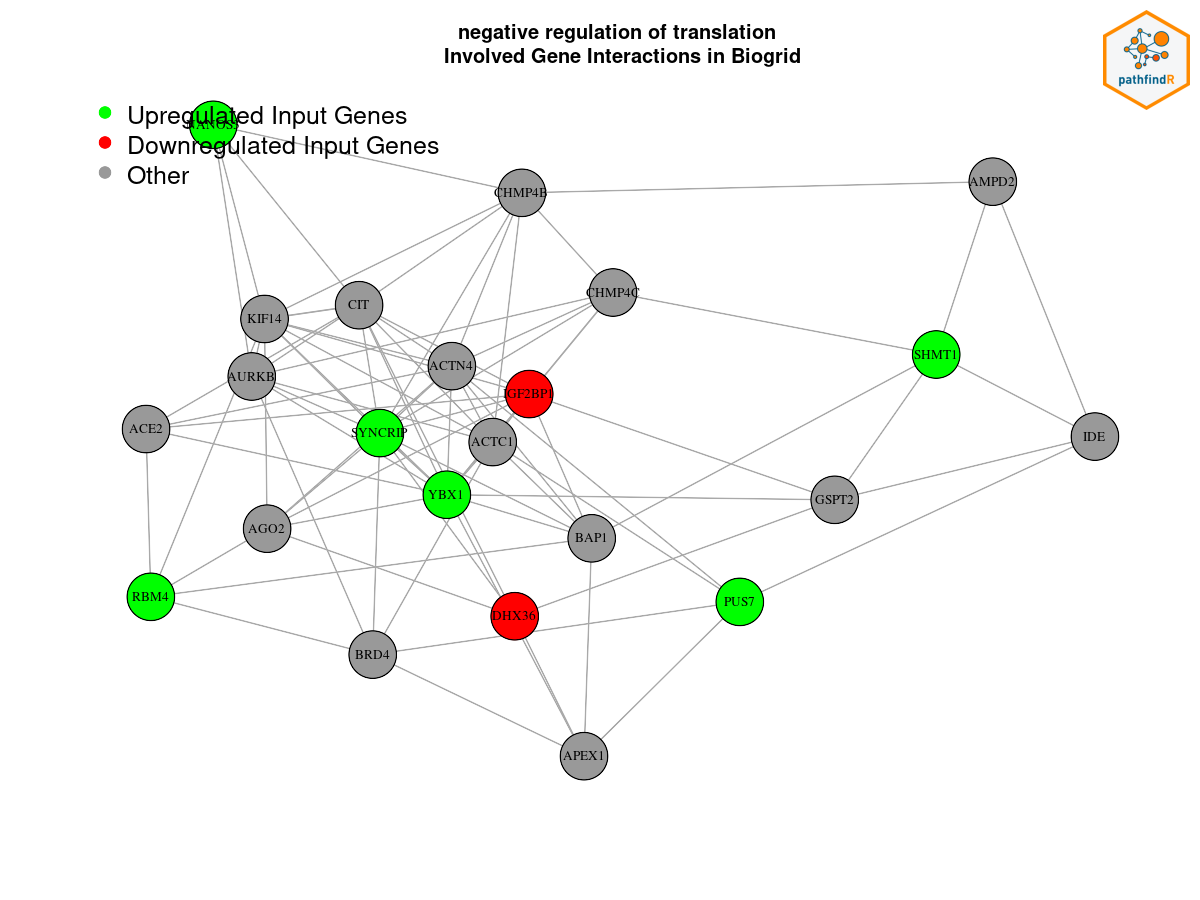 negative regulation of translation
Involved Gene Interactions in Biogrid
pathfindR
Upregulated Input Genes
Downregulated Input Genes
Other
CHMP4B
AMPD2
CHMP4C
CIT
KIF14
SHMT1
ACTN4
AURKB
IGF2BP1
ACE2
SYNCRIP
ACTC1
IDE
YBX1
GSPT2
AGO2
BAP1
RBM4
PUS7
DHX36
BRD4
APEX1